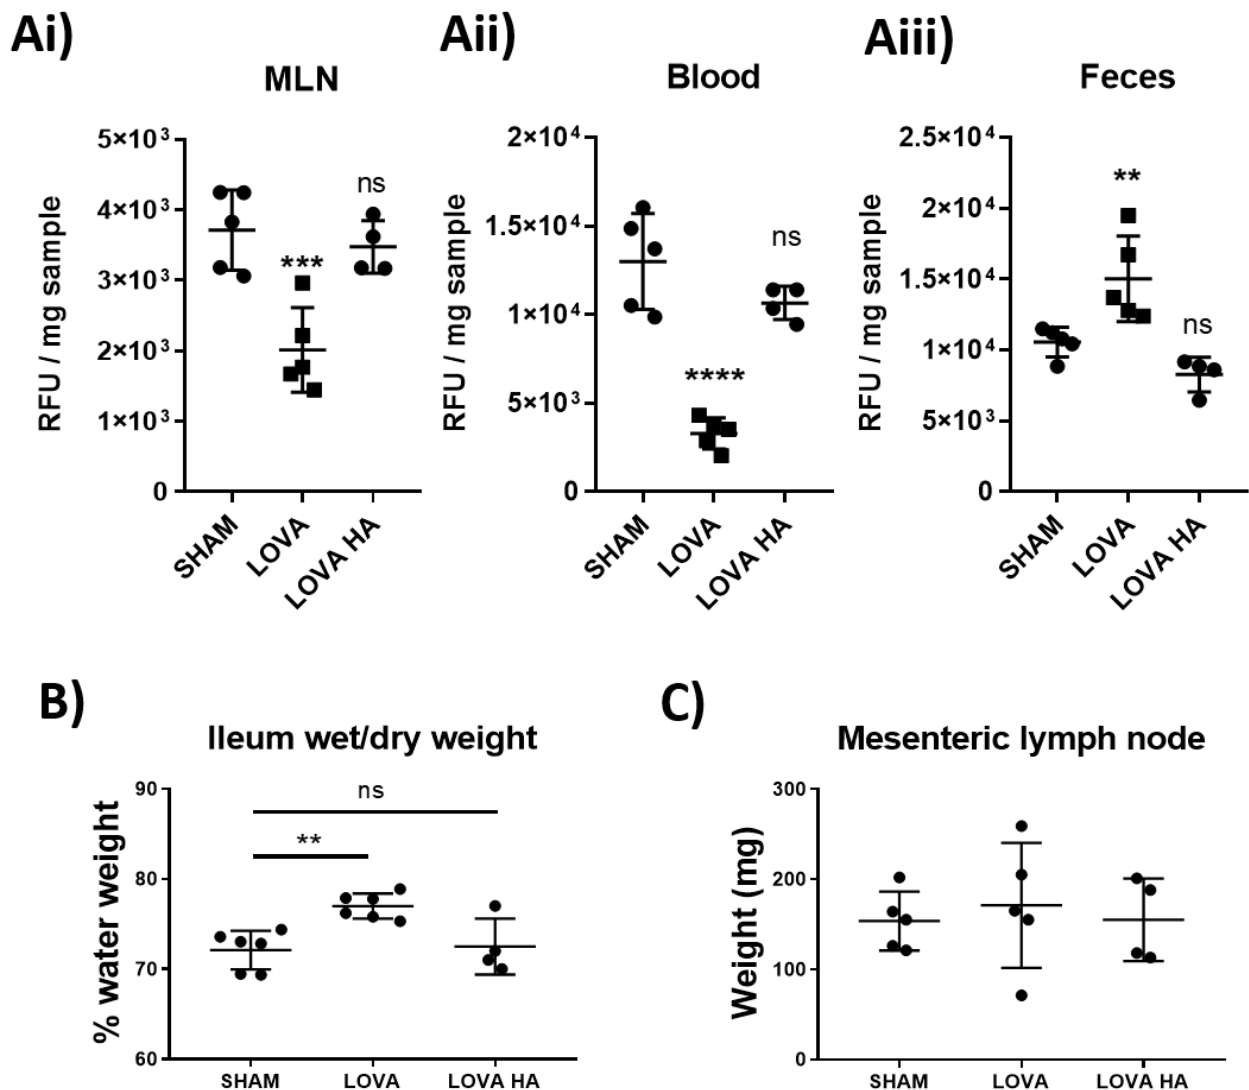 Ai)
MLN
RFU / mg sample
5×10³
4×10³
3×10³
2×10³
1×10³
0
ns
***
SHAM
LOVA
LOVA HA
Aii)
Blood
RFU / mg sample
2×10⁴
1.5×10⁴
1×10⁴
5×10³
0
ns
****
SHAM
LOVA
LOVA HA
Aiii)
Feces
RFU / mg sample
2.5×10⁴
2×10⁴
1.5×10⁴
1×10⁴
5×10³
0
**
ns
SHAM
LOVA
LOVA HA
B)
Ileum wet/dry weight
% water weight
90
80
70
60
ns
**
SHAM
LOVA
LOVA HA
C)
Mesenteric lymph node
Weight (mg)
300
200
100
0
SHAM
LOVA
LOVA HA